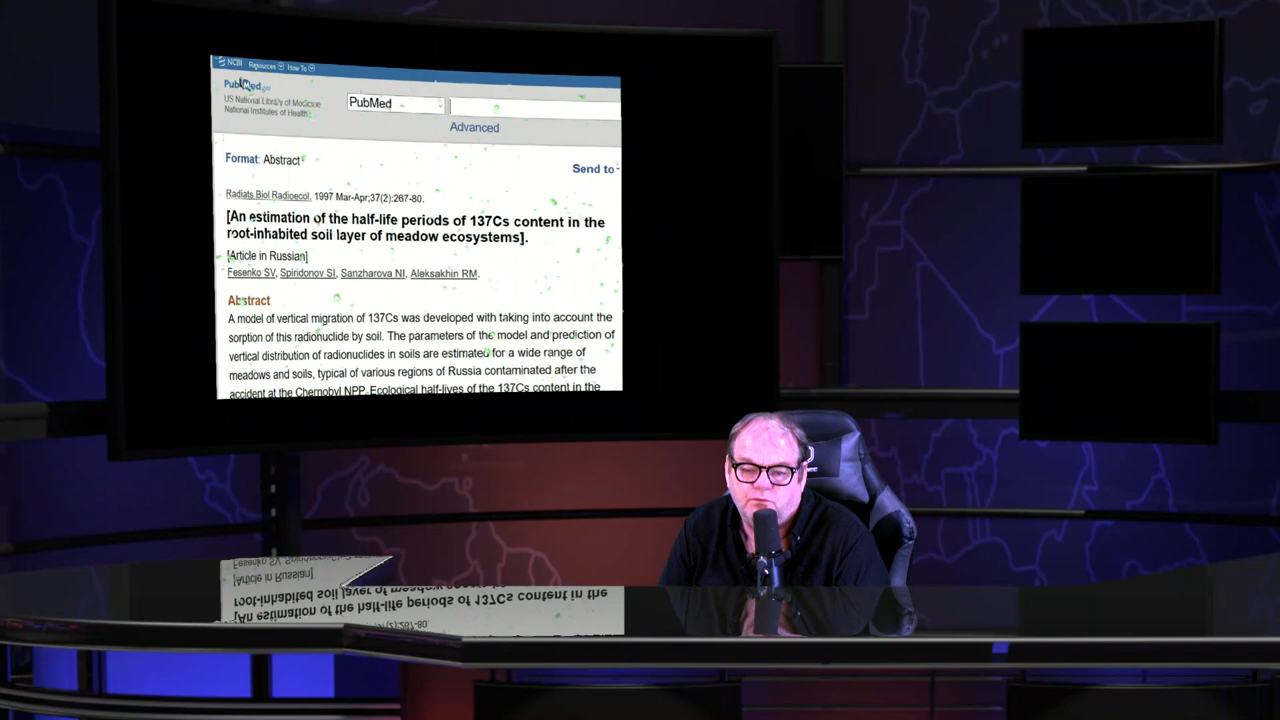 NCBI Resources How To
PubMed.gov
US National Library of Medicine
National Institutes of Health
PubMed
Advanced
Format: Abstract
Send to
Radiats Biol Radioecol. 1997 Mar-Apr;37(2):267-80.
[An estimation of the half-life periods of 137Cs content in the
root-inhabited soil layer of meadow ecosystems].
[Article in Russian]
Fesenko SV, Spiridonov SI, Sanzharova NI, Aleksakhin RM.
Abstract
A model of vertical migration of 137Cs was developed with taking into account the
sorption of this radionuclide by soil. The parameters of the model and prediction of
vertical distribution of radionuclides in soils are estimated for a wide range of
meadows and soils, typical of various regions of Russia contaminated after the
accident at the Chernobyl NPP. Ecological half-lives of the 137Cs content in the